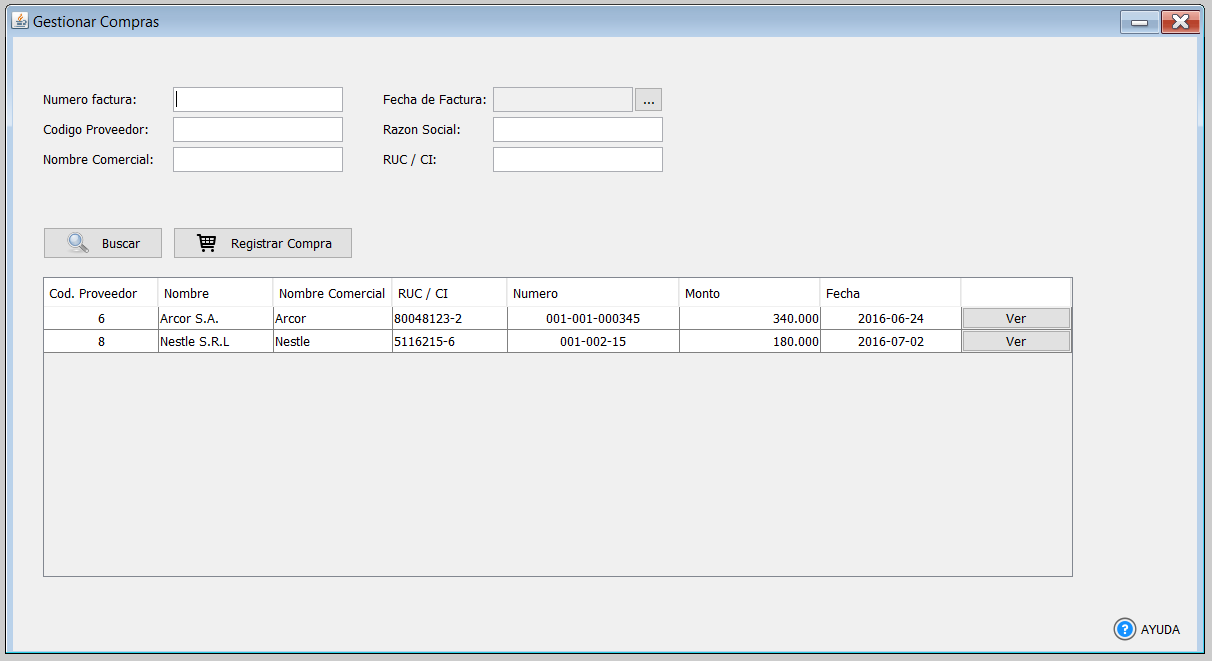 Gestionar Compras
Numero factura: Fecha de Factura: ...
Codigo Proveedor: Razon Social:
Nombre Comercial: RUC / CI:
Buscar Registrar Compra
Cod. Proveedor Nombre Nombre Comercial RUC / CI Numero Monto Fecha
6 Arcor S.A. Arcor 80048123-2 001-001-000345 340.000 2016-06-24 Ver
8 Nestle S.R.L Nestle 5116215-6 001-002-15 180.000 2016-07-02 Ver
? AYUDA